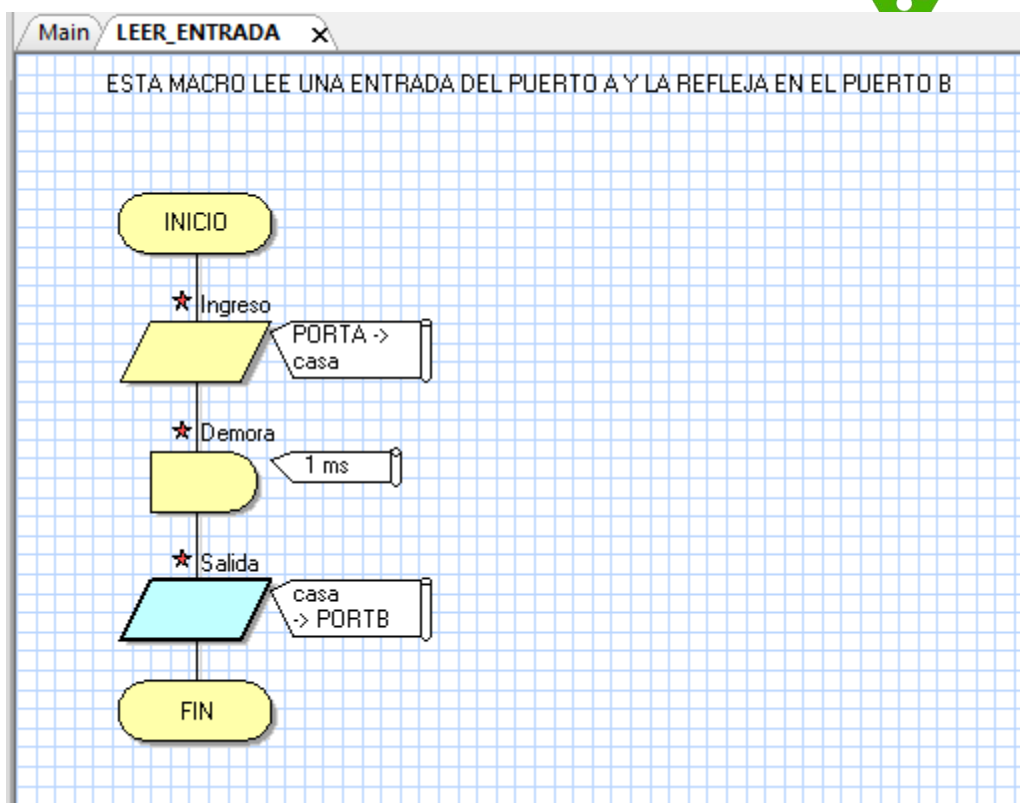 Main LEER_ENTRADA X
ESTA MACRO LEE UNA ENTRADA DEL PUERTO A Y LA REFLEJA EN EL PUERTO B
INICIO
Ingreso
PORTA ->
casa
Demora
1 ms
Salida
casa
-> PORTB
FIN